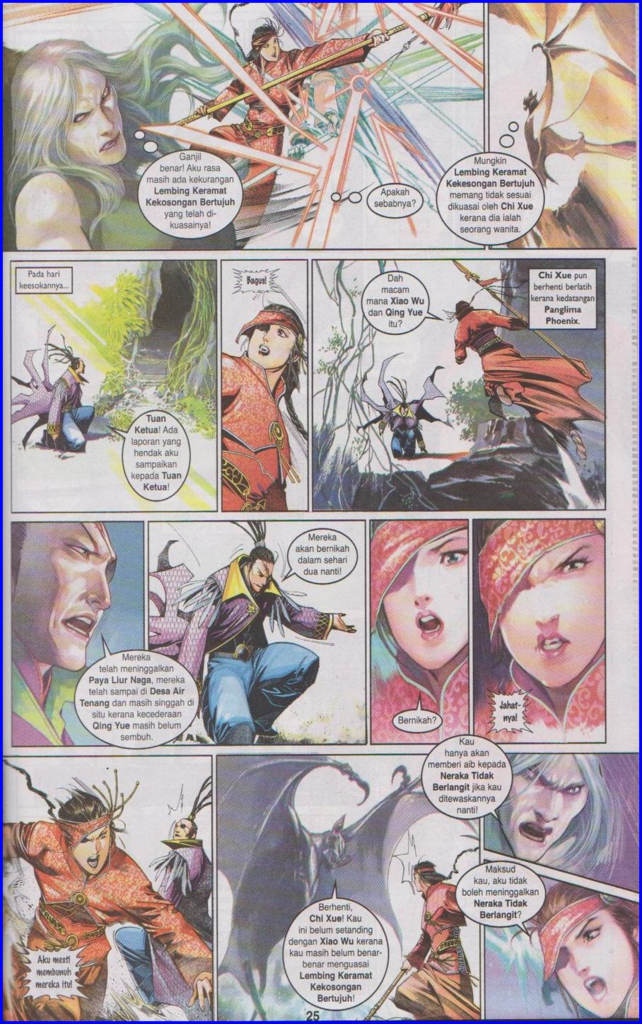 Ganjil
benar! Aku rasa
masih ada kekurangan
Lembing Keramat
Kekosongan Bertujuh
yang telah di-
kuasainya!
Apakah
sebabnya?
Mungkin
Lembing Keramat
Kekesongan Bertujuh
memang tidak sesuai
dikuasai oleh Chi Xue
kerana dia ialah
seorang wanita.
Pada hari
keesokannya...
Tuan
Ketua! Ada
laporan yang
hendak aku
sampaikan
kepada Tuan
Ketua!
Bagus!
Dah
macam
mana Xiao Wu
dan Qing Yue
itu?
Chi Xue pun
berhenti berlatih
kerana kedatangan
Panglima
Phoenix.
Mereka
telah meninggalkan
Paya Liur Naga, mereka
telah sampai di Desa Air
Tenang dan masih singgah di
situ kerana kecederaan
Qing Yue masih belum
sembuh.
Mereka
akan bernikah
dalam sehari
dua nanti!
Bernikah?
Jahat-
nya!
Aku mesti
membunuh
mereka itu!
Berhenti,
Chi Xue! Kau
ini belum setanding
dengan Xiao Wu kerana
kau masih belum benar-
benar menguasai
Lembing Keramat
Kekosongan
Bertujuh!
Kau
hanya akan
memberi aib kepada
Neraka Tidak
Berlangit jika kau
ditewaskannya
nanti!
Maksud
kau, aku tidak
boleh meninggalkan
Neraka Tidak
Berlangit?
25